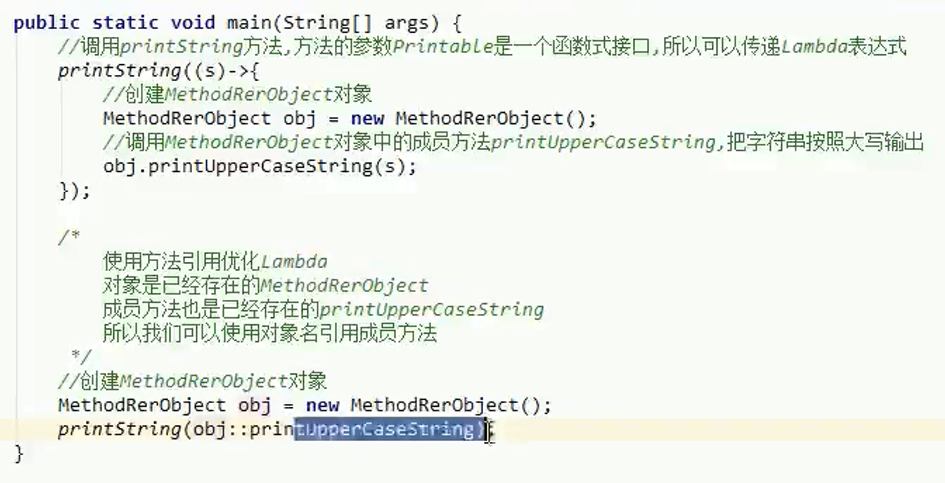 public static void main(String[] args) {
//调用printString方法,方法的参数Printable是一个函数式接口,所以可以传递Lambda表达式
printString((s)->{
//创建MethodRerObject对象
MethodRerObject obj = new MethodRerObject();
//调用MethodRerObject对象中的成员方法printUpperCaseString,把字符串按照大写输出
obj.printUpperCaseString(s);
});
/*
使用方法引用优化Lambda
对象是已经存在的MethodRerObject
成员方法也是已经存在的printUpperCaseString
所以我们可以使用对象名引用成员方法
*/
//创建MethodRerObject对象
MethodRerObject obj = new MethodRerObject();
printString(obj::printUpperCaseString);
}